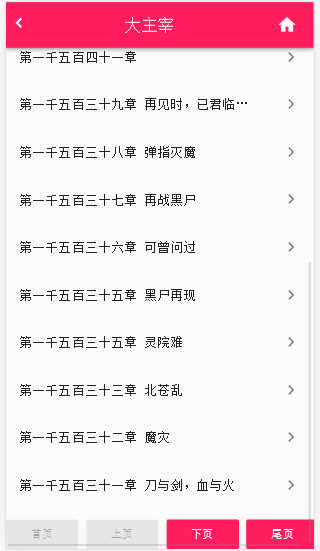 大主宰
第一千五百四十一章
第一千五百三十九章 再见时，已君临…
第一千五百三十八章 弹指灭魔
第一千五百三十七章 再战黑尸
第一千五百三十六章 可曾问过
第一千五百三十五章 黑尸再现
第一千五百三十五章 灵院难
第一千五百三十三章 北苍乱
第一千五百三十二章 魔灾
第一千五百三十一章 刀与剑，血与火
首页 上页 下页 尾页